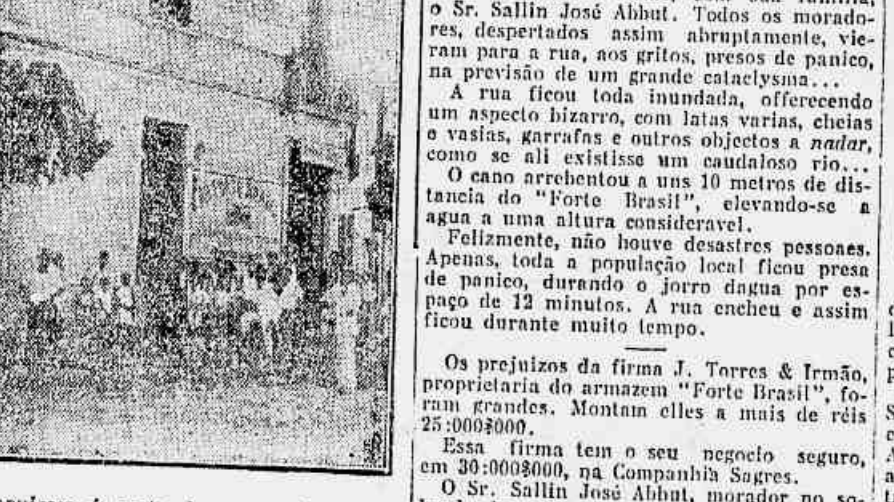 o Sr. Sallin José Abbut. Todos os morado-
res, despertados assim abruptamente, vie-
ram para a rua, aos gritos, presos de panico,
na previsão de um grande cataclysma...
A rua ficou toda inundada, offerecendo
um aspecto bizarro, com latas varias, cheias
e vasias, garrafas e outros objectos a nadar,
como se ali existisse um caudaloso rio...
O cano arrebentou a uns 10 metros de dis-
tancia do "Forte Brasil", elevando-se a
agua a uma altura consideravel.
Felizmente, não houve desastres pessoaes.
Apenas, toda a população local ficou presa
de panico, durando o jorro dagua por es-
paço de 12 minutos. A rua encheu e assim
ficou durante muito tempo.
Os prejuizos da firma J. Torres & Irmão,
proprietaria do armazem "Forte Brasil", fo-
ram grandes. Montam elles a mais de réis
25:000$000.
Essa firma tem o seu negocio seguro,
em 30:000$000, na Companhia Sagres.
O Sr. Sallin José Abbut, morador no so-